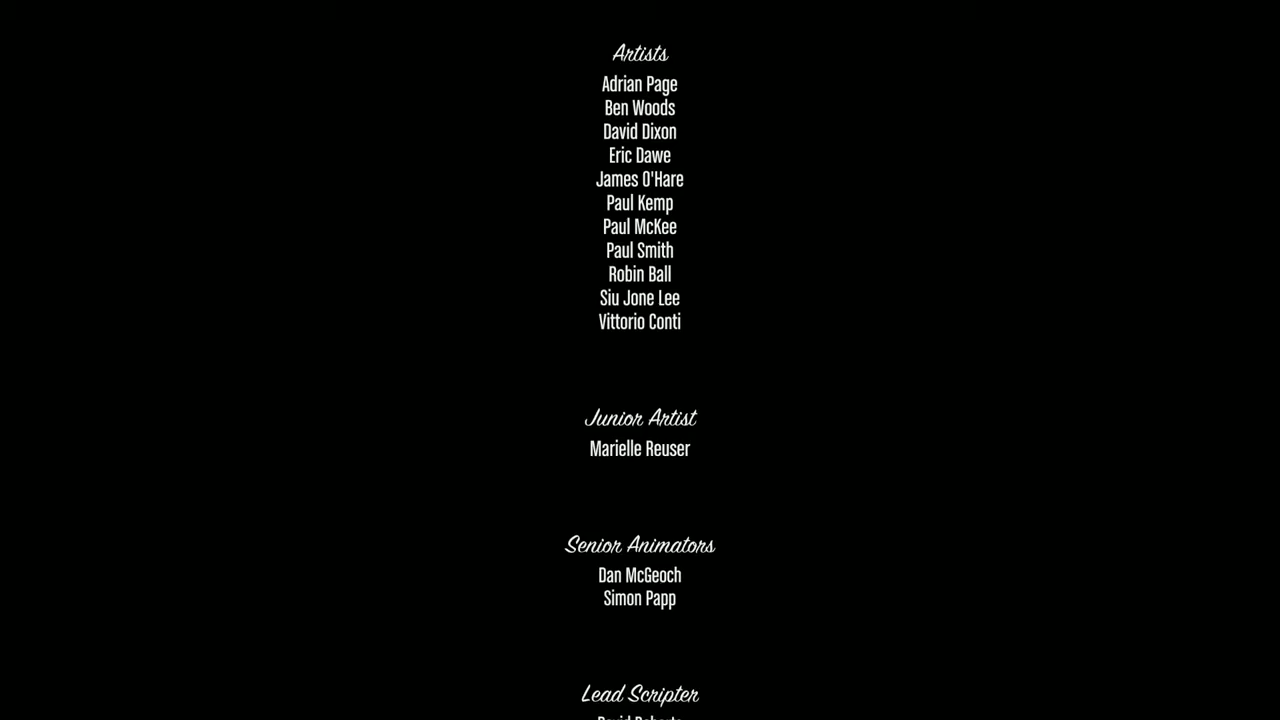 Artists
Adrian Page
Ben Woods
David Dixon
Eric Dawe
James O'Hare
Paul Kemp
Paul McKee
Paul Smith
Robin Ball
Siu Jone Lee
Vittorio Conti
Junior Artist
Marielle Reuser
Senior Animators
Dan McGeoch
Simon Papp
Lead Scripter